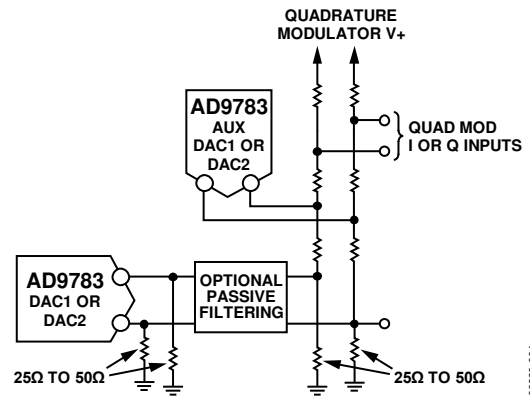 QUADRATURE
MODULATOR V+
AD9783
AUX
DAC1 OR
DAC2
QUAD MOD
I OR Q INPUTS
AD9783
DAC1 OR
DAC2
OPTIONAL
PASSIVE
FILTERING
25Ω TO 50Ω
25Ω TO 50Ω